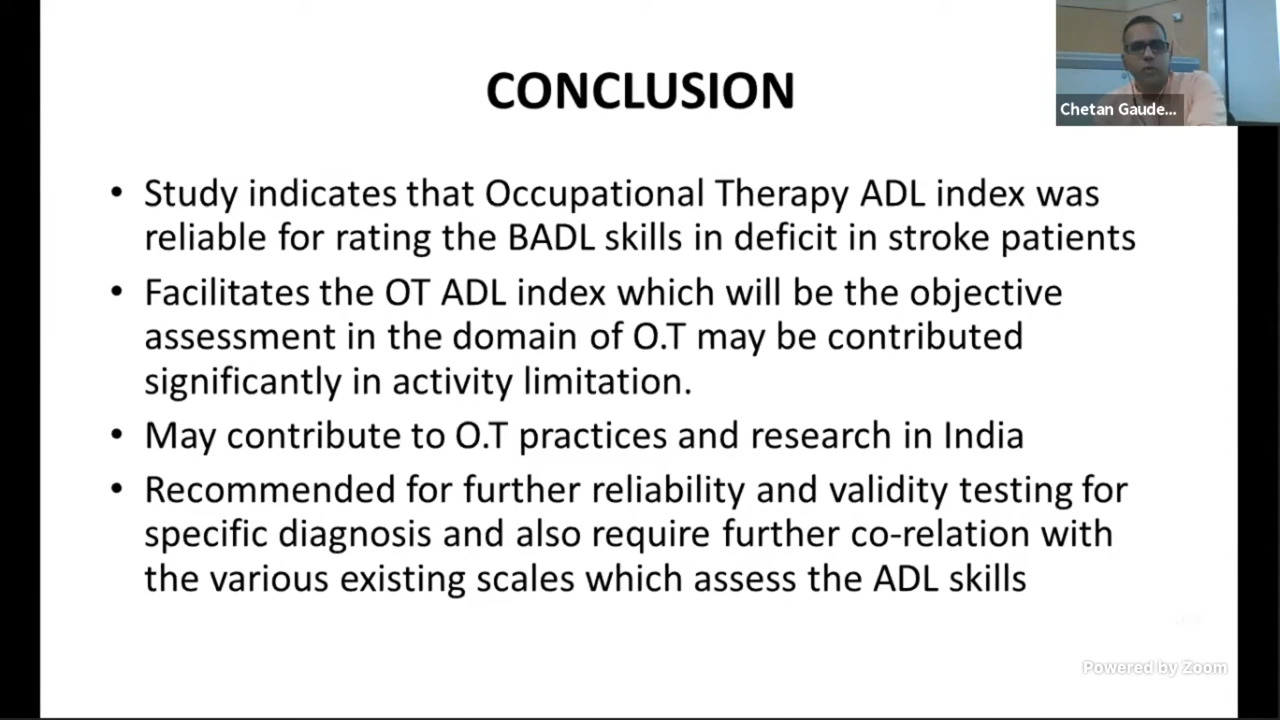 CONCLUSION
Chetan Gaude...
• Study indicates that Occupational Therapy ADL index was
reliable for rating the BADL skills in deficit in stroke patients
• Facilitates the OT ADL index which will be the objective
assessment in the domain of O.T may be contributed
significantly in activity limitation.
• May contribute to O.T practices and research in India
• Recommended for further reliability and validity testing for
specific diagnosis and also require further co-relation with
the various existing scales which assess the ADL skills
Powered by Zoom